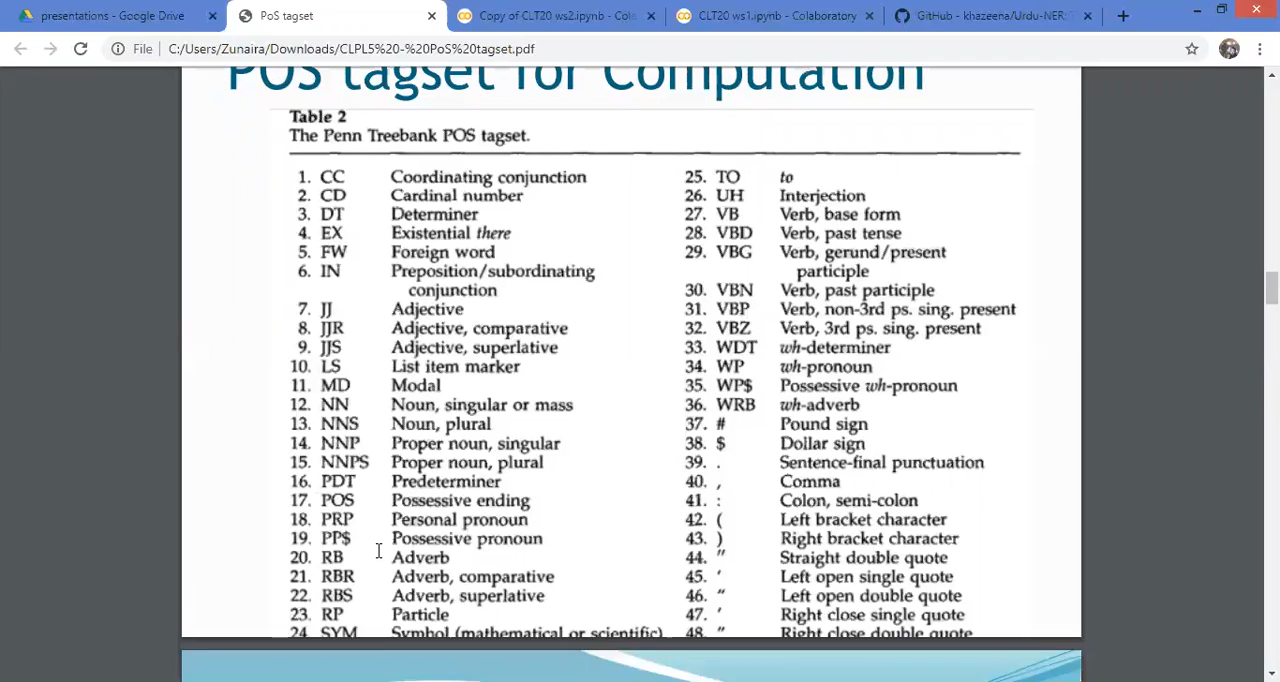 presentations - Google Drive
PoS tagset
Copy of CLT20 ws2.ipynb - Cola
CLT20 ws1.ipynb - Colaboratory
GitHub - khazeena/Urdu-NER:
File
C:/Users/Zunaira/Downloads/CLPL5%20-%20PoS%20tagset.pdf
POS tagset for Computation
Table 2
The Penn Treebank POS tagset.
1. CC Coordinating conjunction
2. CD Cardinal number
3. DT Determiner
4. EX Existential there
5. FW Foreign word
6. IN Preposition/subordinating
conjunction
7. JJ Adjective
8. JJR Adjective, comparative
9. JJS Adjective, superlative
10. LS List item marker
11. MD Modal
12. NN Noun, singular or mass
13. NNS Noun, plural
14. NNP Proper noun, singular
15. NNPS Proper noun, plural
16. PDT Predeterminer
17. POS Possessive ending
18. PRP Personal pronoun
19. PP$ Possessive pronoun
20. RB Adverb
21. RBR Adverb, comparative
22. RBS Adverb, superlative
23. RP Particle
24. SYM Symbol (mathematical or scientific)
25. TO to
26. UH Interjection
27. VB Verb, base form
28. VBD Verb, past tense
29. VBG Verb, gerund/present
participle
30. VBN Verb, past participle
31. VBP Verb, non-3rd ps. sing. present
32. VBZ Verb, 3rd ps. sing. present
33. WDT wh-determiner
34. WP wh-pronoun
35. WP$ Possessive wh-pronoun
36. WRB wh-adverb
37. # Pound sign
38. $ Dollar sign
39. . Sentence-final punctuation
40. , Comma
41. : Colon, semi-colon
42. ( Left bracket character
43. ) Right bracket character
44. " Straight double quote
45. ‘ Left open single quote
46. “ Left open double quote
47. ’ Right close single quote
48. ” Right close double quote